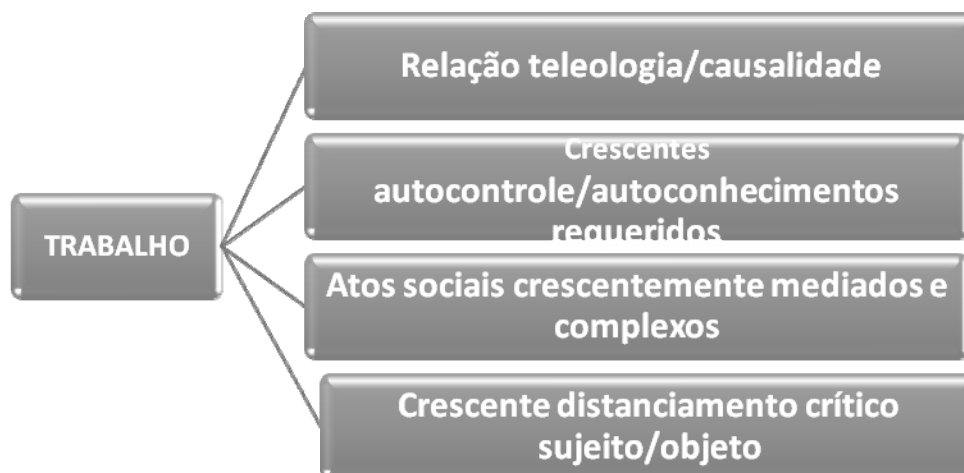 Relação teleologia/causalidade
Crescentes
autocontrole/autoconhecimentos
requeridos
TRABALHO
Atos sociais crescentemente mediados e
complexos
Crescente distanciamento crítico
sujeito/objeto